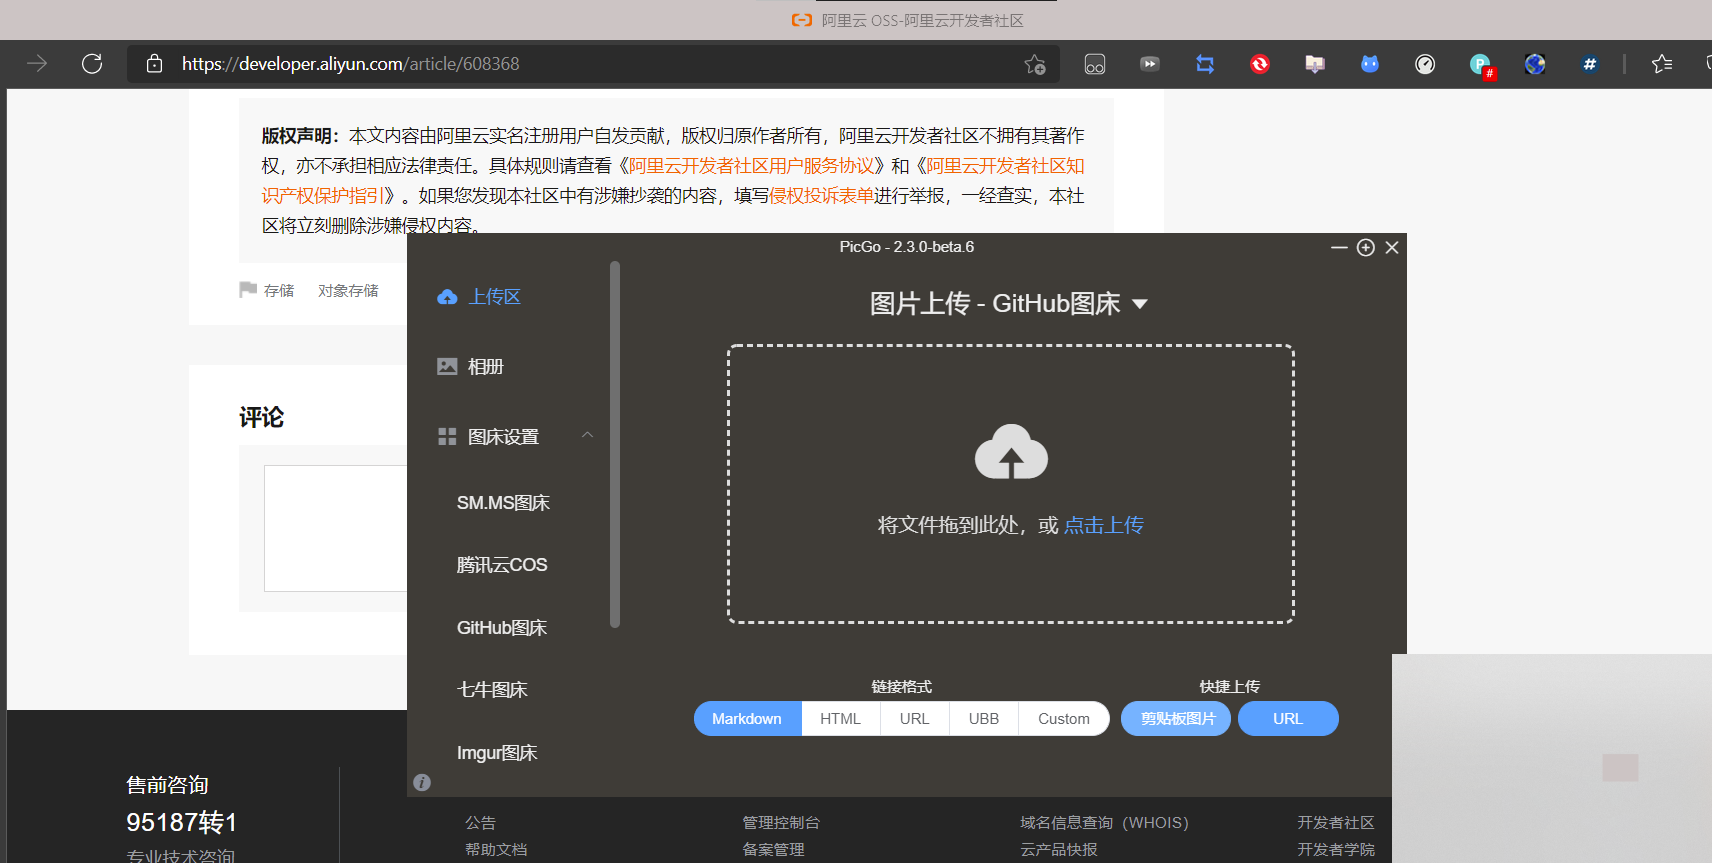 阿里云 OSS-阿里云开发者社区
https://developer.aliyun.com/article/608368
版权声明：本文内容由阿里云实名注册用户自发贡献，版权归原作者所有，阿里云开发者社区不拥有其著作
权，亦不承担相应法律责任。具体规则请查看《阿里云开发者社区用户服务协议》和《阿里云开发者社区知
识产权保护指引》。如果您发现本社区中有涉嫌抄袭的内容，填写侵权投诉表单进行举报，一经查实，本社
区将立刻删除涉嫌侵权内容。
存储 对象存储
评论
PicGo - 2.3.0-beta.6
上传区
相册
图床设置
SM.MS图床
腾讯云COS
GitHub图床
七牛图床
Imgur图床
图片上传 - GitHub图床
将文件拖到此处，或 点击上传
链接格式
快捷上传
Markdown HTML URL UBB Custom
剪贴板图片 URL
售前咨询
95187转1
专业技术咨询
公告 管理控制台 域名信息查询（WHOIS） 开发者社区
帮助文档 备案管理 云产品快报 开发者学院